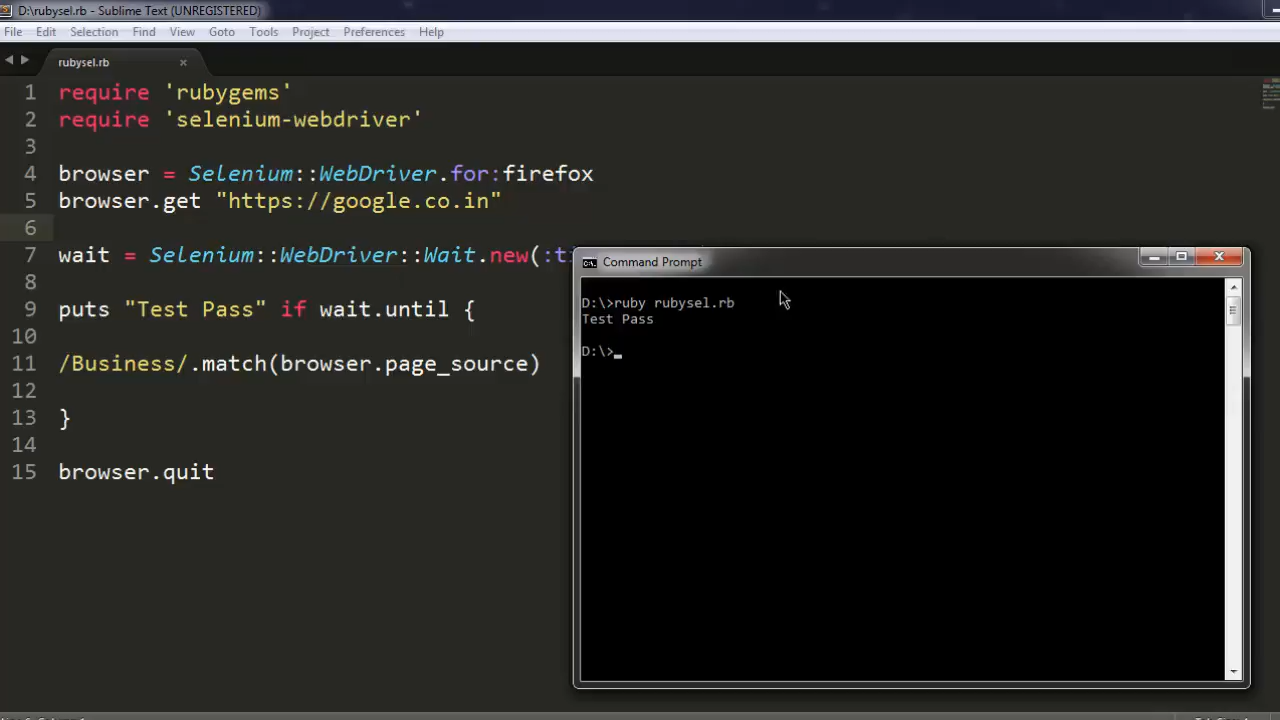 D:\rubysel.rb - Sublime Text (UNREGISTERED)
File Edit Selection Find View Goto Tools Project Preferences Help
rubysel.rb
1 require 'rubygems'
2 require 'selenium-webdriver'
3
4 browser = Selenium::WebDriver.for:firefox
5 browser.get "https://google.co.in"
6
7 wait = Selenium::WebDriver::Wait.new(:ti
8
9 puts "Test Pass" if wait.until {
10
11 /Business/.match(browser.page_source)
12
13 }
14
15 browser.quit
Command Prompt
D:\>ruby rubysel.rb
Test Pass
D:\>